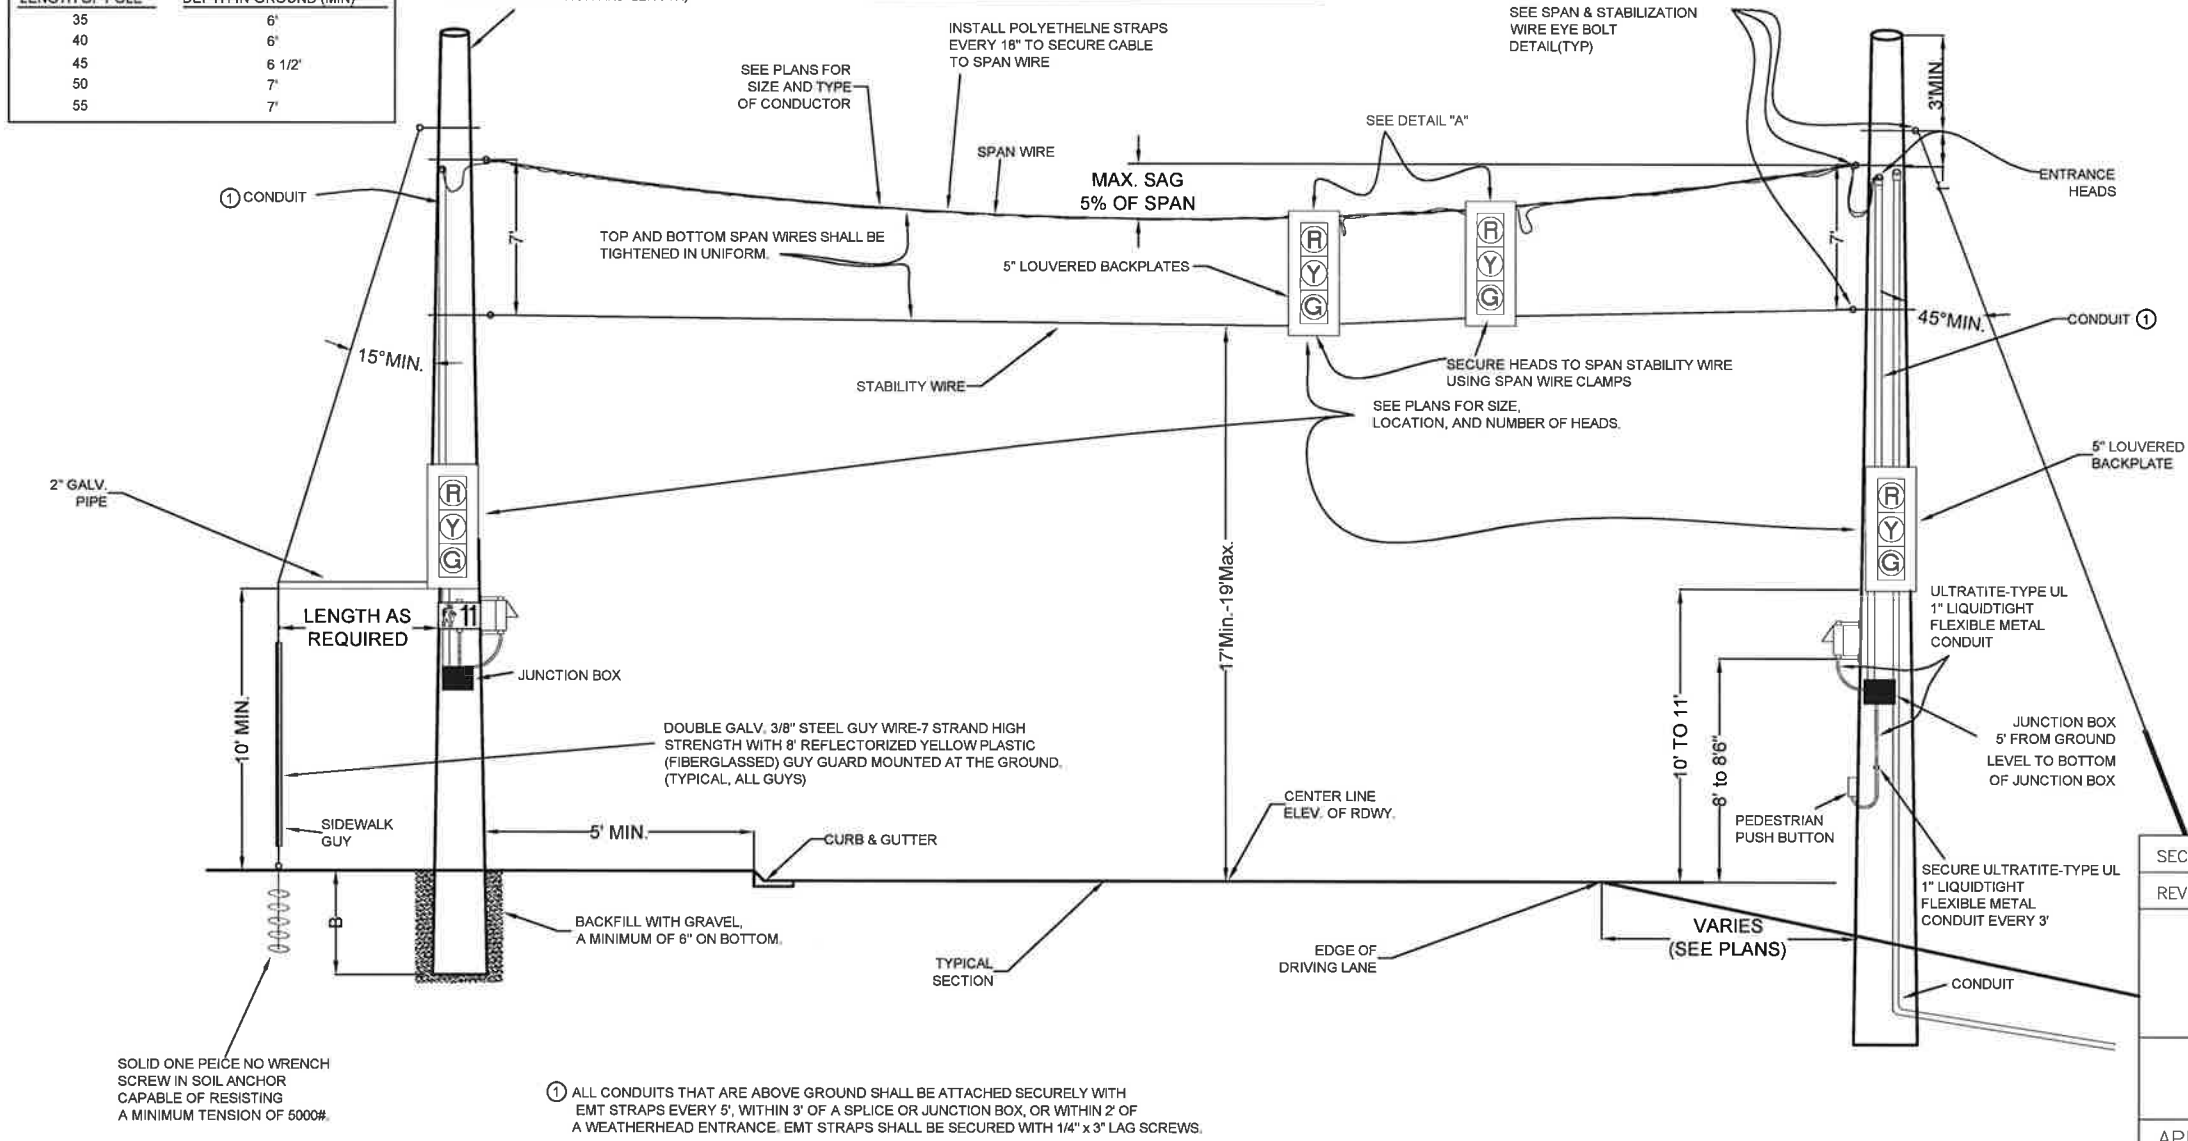 LENGTH OF POLE DEPTH IN GROUND (MIN)
35 6'
40 6'
45 6 1/2'
50 7'
55 7'
INSTALL POLYETHELNE STRAPS
EVERY 18" TO SECURE CABLE
TO SPAN WIRE
SEE SPAN & STABILIZATION
WIRE EYE BOLT
DETAIL(TYP)
SEE PLANS FOR
SIZE AND TYPE
OF CONDUCTOR
SEE DETAIL "A"
3'MIN.
SPAN WIRE
MAX. SAG
5% OF SPAN
ENTRANCE
HEADS
① CONDUIT
7'
TOP AND BOTTOM SPAN WIRES SHALL BE
TIGHTENED IN UNIFORM.
5" LOUVERED BACKPLATES
R
Y
G
R
Y
G
7'
45°MIN.
CONDUIT ①
15°MIN.
STABILITY WIRE
SECURE HEADS TO SPAN STABILITY WIRE
USING SPAN WIRE CLAMPS
SEE PLANS FOR SIZE,
LOCATION, AND NUMBER OF HEADS.
5" LOUVERED
BACKPLATE
2" GALV.
PIPE
R
Y
G
R
Y
G
17'Min.-19'Max.
LENGTH AS
REQUIRED
11
ULTRATITE-TYPE UL
1" LIQUIDTIGHT
FLEXIBLE METAL
CONDUIT
JUNCTION BOX
10' MIN.
10' TO 11'
8' to 8'6"
DOUBLE GALV. 3/8" STEEL GUY WIRE-7 STRAND HIGH
STRENGTH WITH 8' REFLECTORIZED YELLOW PLASTIC
(FIBERGLASSED) GUY GUARD MOUNTED AT THE GROUND.
(TYPICAL, ALL GUYS)
JUNCTION BOX
5' FROM GROUND
LEVEL TO BOTTOM
OF JUNCTION BOX
SIDEWALK
GUY
5' MIN.
CURB & GUTTER
CENTER LINE
ELEV. OF RDWY.
PEDESTRIAN
PUSH BUTTON
SECURE ULTRATITE-TYPE UL
1" LIQUIDTIGHT
FLEXIBLE METAL
CONDUIT EVERY 3'
SEC
REV
B
BACKFILL WITH GRAVEL,
A MINIMUM OF 6" ON BOTTOM.
TYPICAL
SECTION
EDGE OF
DRIVING LANE
VARIES
(SEE PLANS)
CONDUIT
SOLID ONE PEICE NO WRENCH
SCREW IN SOIL ANCHOR
CAPABLE OF RESISTING
A MINIMUM TENSION OF 5000#.
① ALL CONDUITS THAT ARE ABOVE GROUND SHALL BE ATTACHED SECURELY WITH
EMT STRAPS EVERY 5', WITHIN 3' OF A SPLICE OR JUNCTION BOX, OR WITHIN 2' OF
A WEATHERHEAD ENTRANCE. EMT STRAPS SHALL BE SECURED WITH 1/4" x 3" LAG SCREWS.